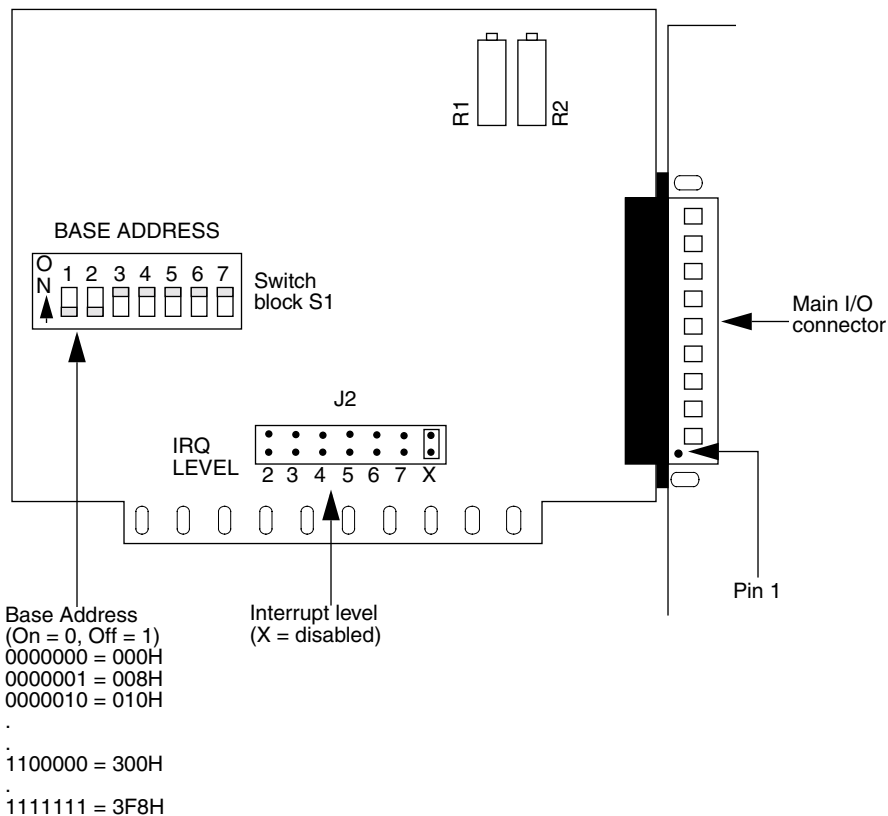 R1
R2
BASE ADDRESS
ON
1 2 3 4 5 6 7
Switch
block S1
Main I/O
connector
J2
IRQ
LEVEL
2 3 4 5 6 7 X
Pin 1
Base Address
(On = 0, Off = 1)
0000000 = 000H
0000001 = 008H
0000010 = 010H
.
.
1100000 = 300H
.
1111111 = 3F8H
Interrupt level
(X = disabled)